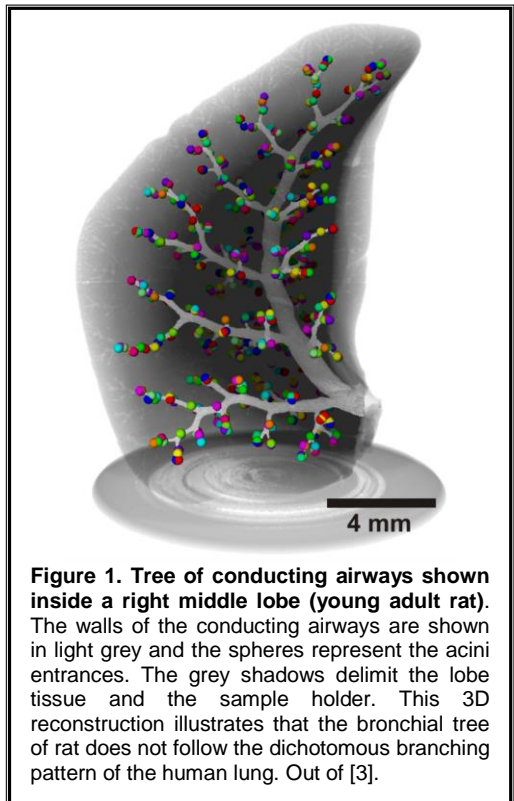 4 mm
Figure 1. Tree of conducting airways shown
inside a right middle lobe (young adult rat).
The walls of the conducting airways are shown
in light grey and the spheres represent the acini
entrances. The grey shadows delimit the lobe
tissue and the sample holder. This 3D
reconstruction illustrates that the bronchial tree
of rat does not follow the dichotomous branching
pattern of the human lung. Out of [3].